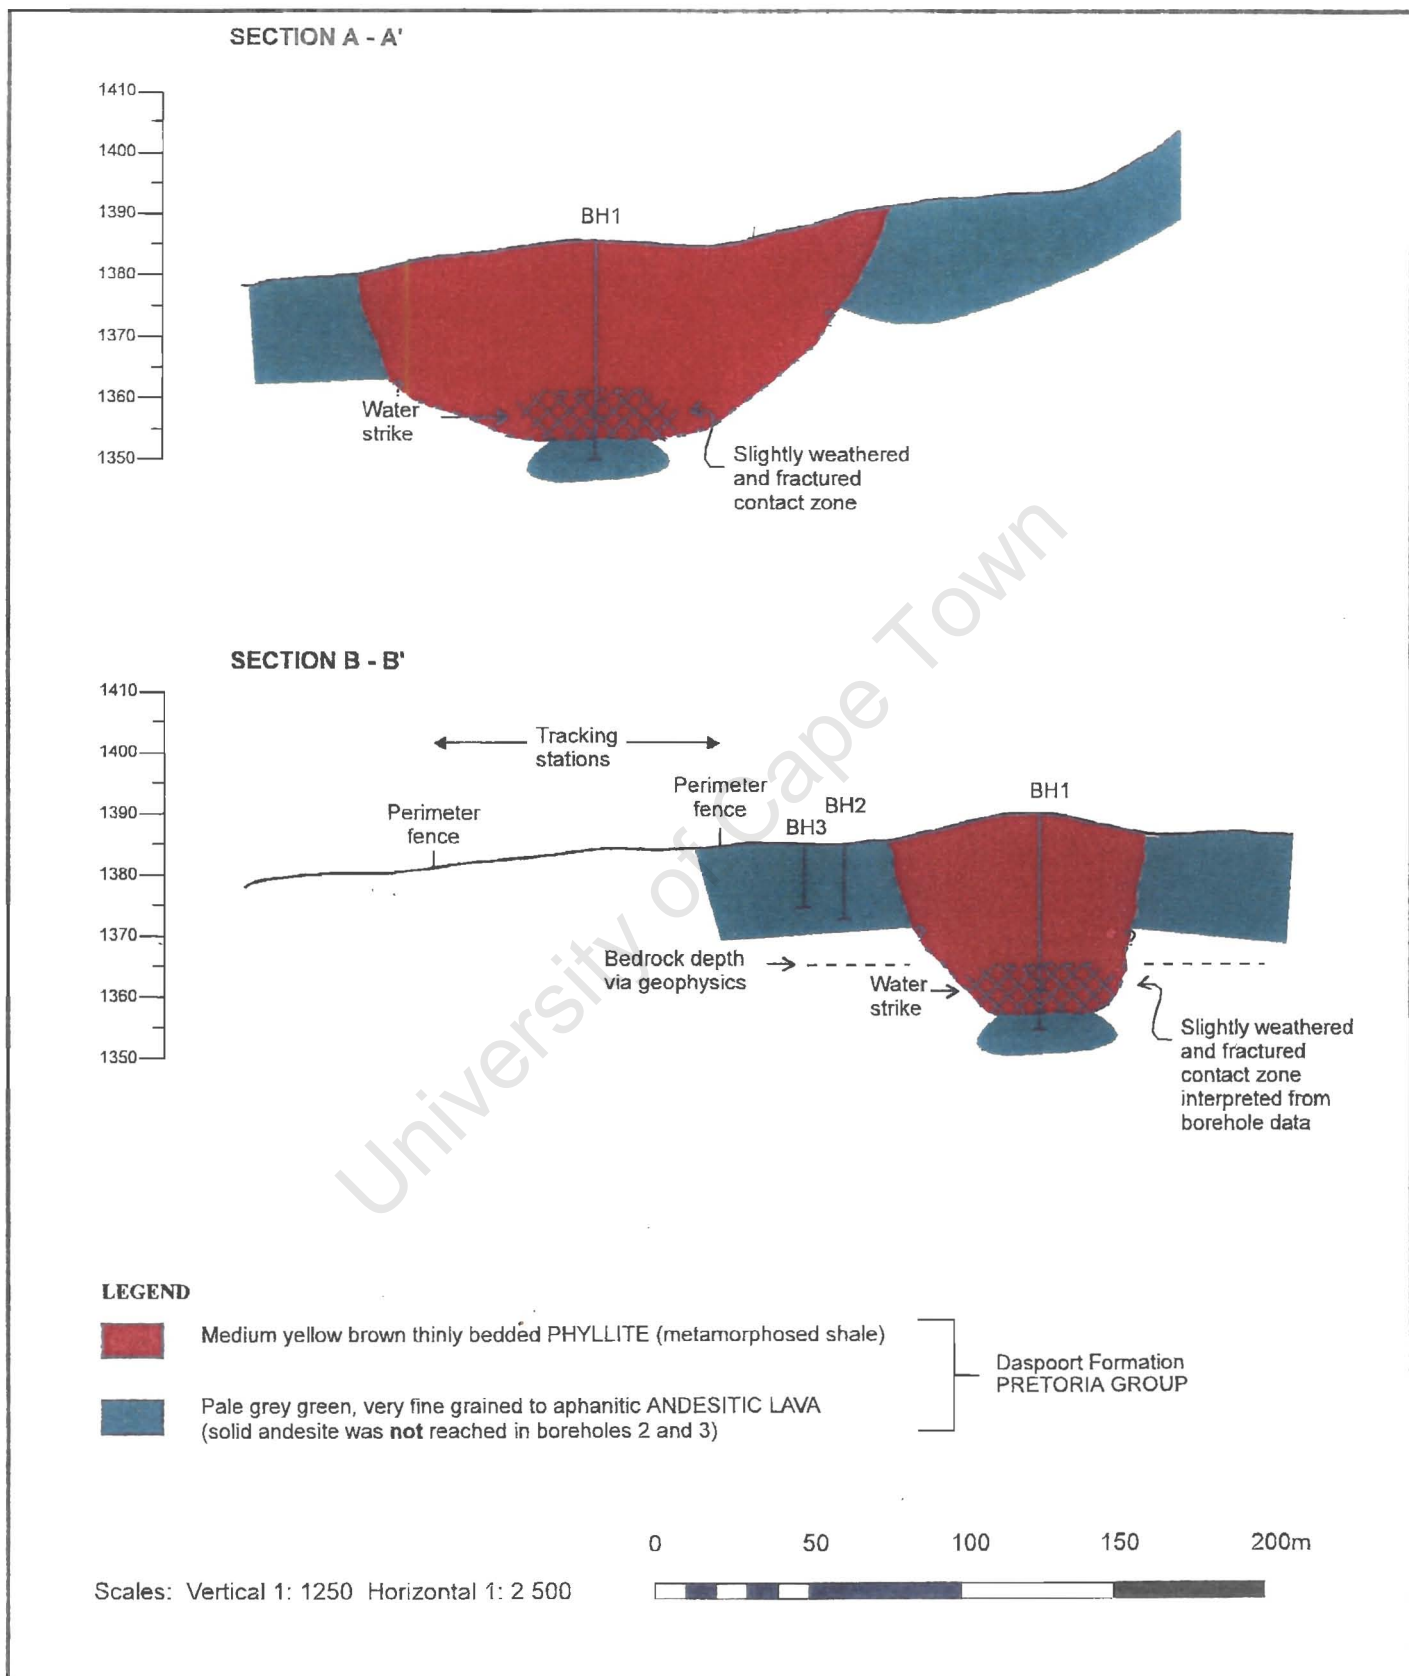 SECTION A - A'
1410
1400
1390
1380
1370
1360
1350
BH1
Water
strike
Slightly weathered
and fractured
contact zone
SECTION B - B'
1410
1400
1390
1380
1370
1360
1350
Tracking
stations
Perimeter
fence
Perimeter
fence
BH3
BH2
BH1
Bedrock depth
via geophysics
Water
strike
?
Slightly weathered
and fractured
contact zone
interpreted from
borehole data
University of Cape Town
LEGEND
Medium yellow brown thinly bedded PHYLLITE (metamorphosed shale)
Pale grey green, very fine grained to aphanitic ANDESITIC LAVA
(solid andesite was not reached in boreholes 2 and 3)
Daspoort Formation
PRETORIA GROUP
0 50 100 150 200m
Scales: Vertical 1: 1250 Horizontal 1: 2 500